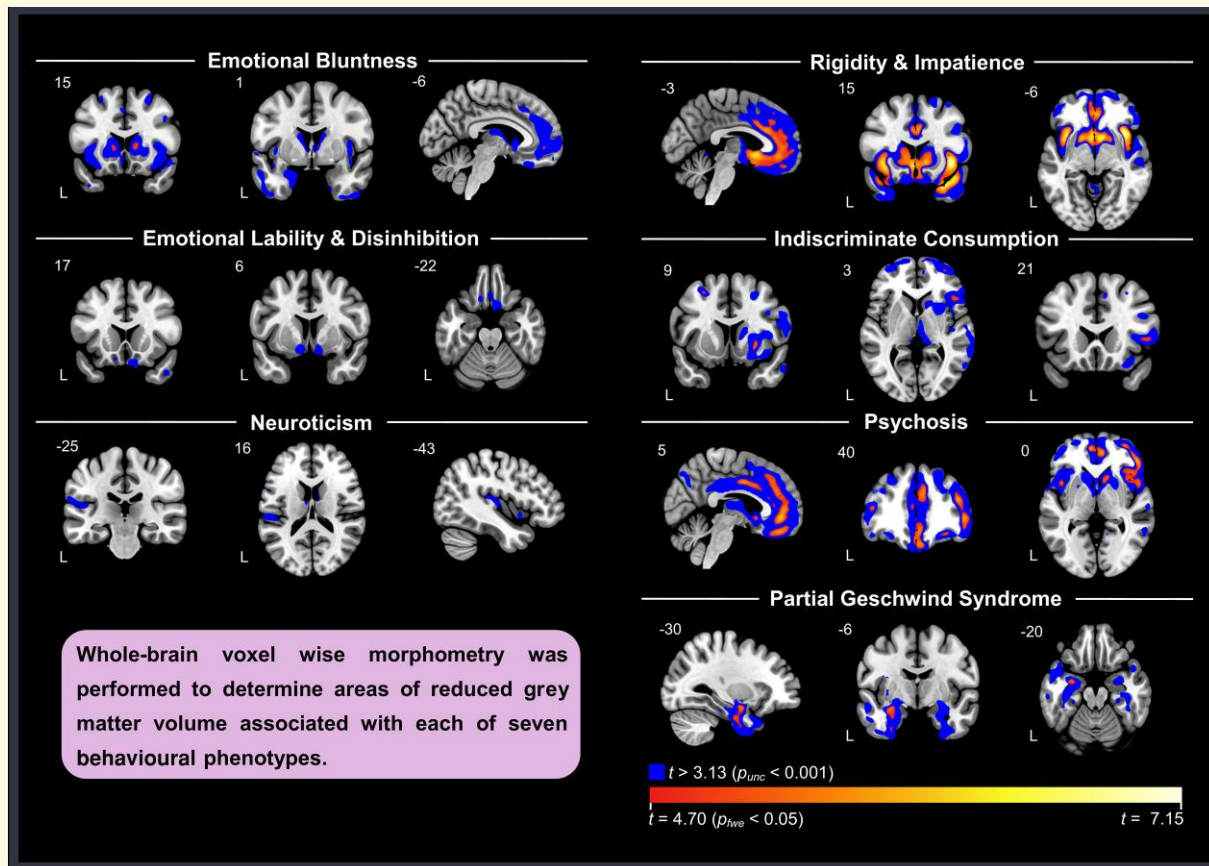 Emotional Bluntness
15
1
-6
L
L
Emotional Lability & Disinhibition
17
6
-22
L
L
L
Neuroticism
-25
16
-43
L
L
Whole-brain voxel wise morphometry was
performed to determine areas of reduced grey
matter volume associated with each of seven
behavioural phenotypes.
Rigidity & Impatience
-3
15
-6
L
L
Indiscriminate Consumption
9
3
21
L
L
L
Psychosis
5
40
0
L
L
Partial Geschwind Syndrome
-30
-6
-20
L
L
t > 3.13 (punc < 0.001)
t = 4.70 (pfwe < 0.05)
t = 7.15